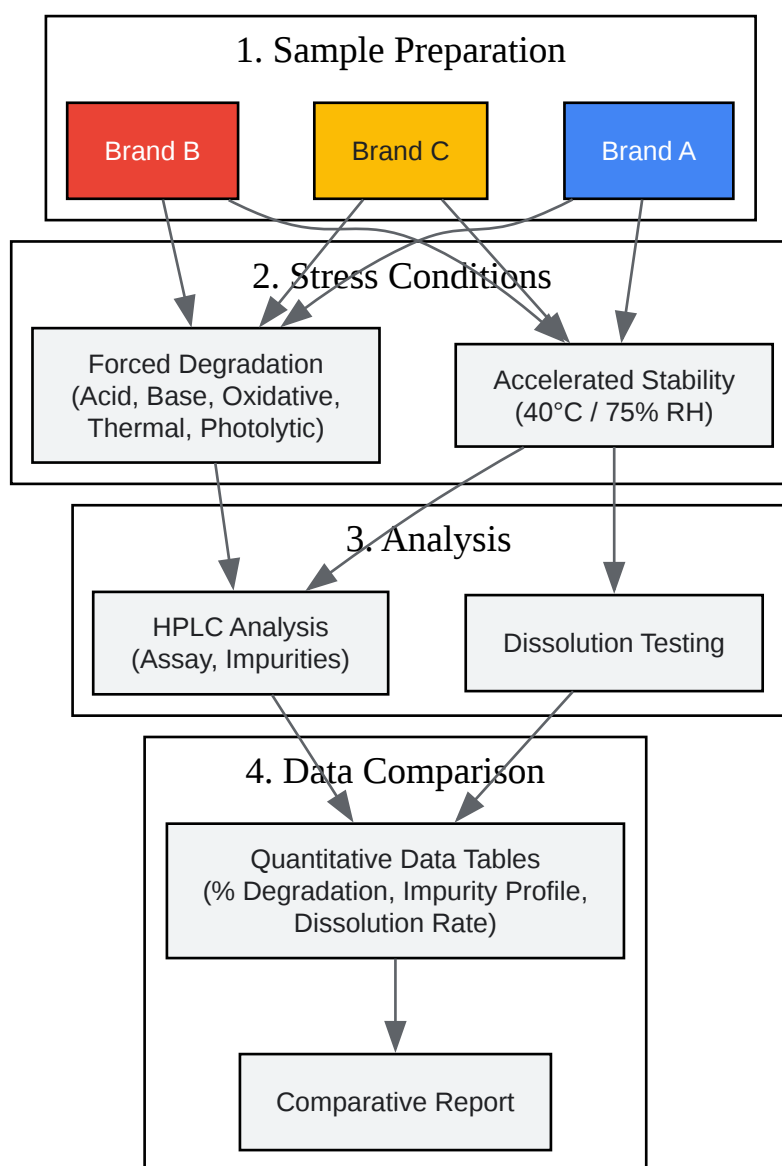 1. Sample Preparation
Brand B
Brand C
Brand A
2. Stress Conditions
Forced Degradation
(Acid, Base, Oxidative,
Thermal, Photolytic)
Accelerated Stability
(40°C / 75% RH)
3. Analysis
HPLC Analysis
(Assay, Impurities)
Dissolution Testing
4. Data Comparison
Quantitative Data Tables
(% Degradation, Impurity Profile,
Dissolution Rate)
Comparative Report